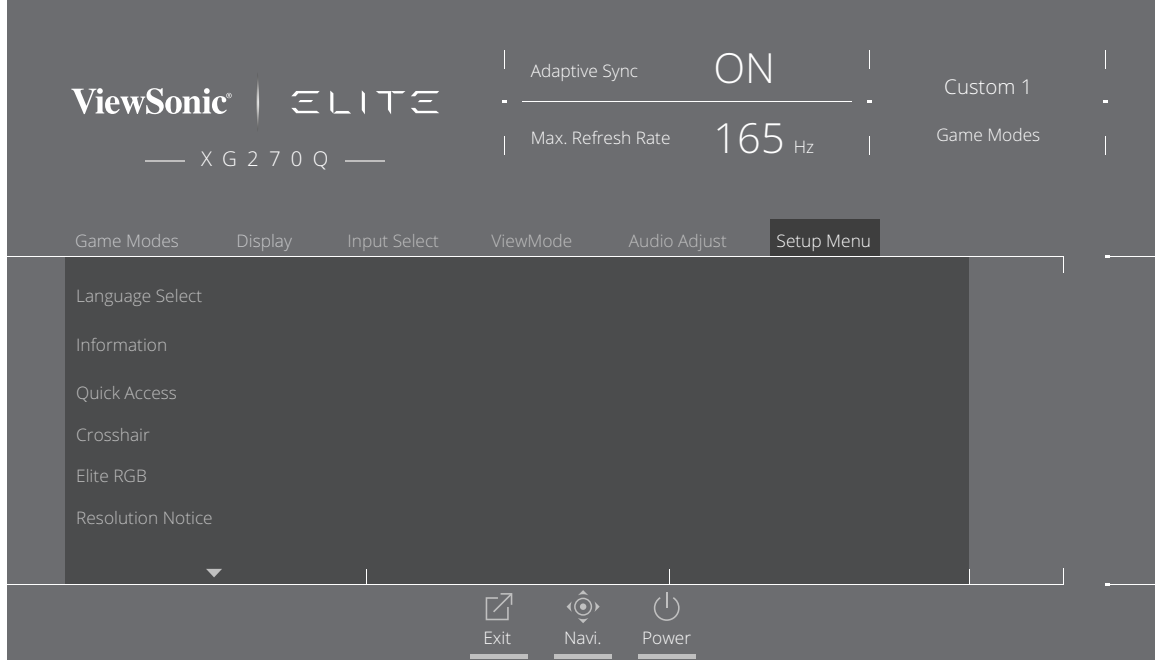 ViewSonic® | ELITE
XG270Q
Adaptive Sync ON
Max. Refresh Rate 165 Hz
Custom 1
Game Modes
Game Modes Display Input Select ViewMode Audio Adjust Setup Menu
Language Select
Information
Quick Access
Crosshair
Elite RGB
Resolution Notice
Exit Navi. Power